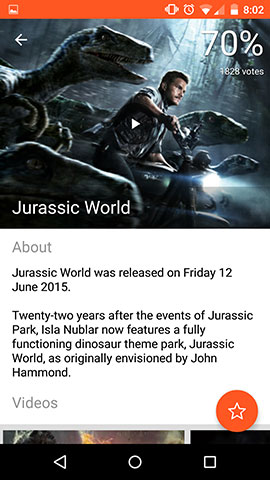 8:02
70%
1828 votes
Jurassic World
About
Jurassic World was released on Friday 12
June 2015.
Twenty-two years after the events of Jurassic
Park, Isla Nublar now features a fully
functioning dinosaur theme park, Jurassic
World, as originally envisioned by John
Hammond.
Videos